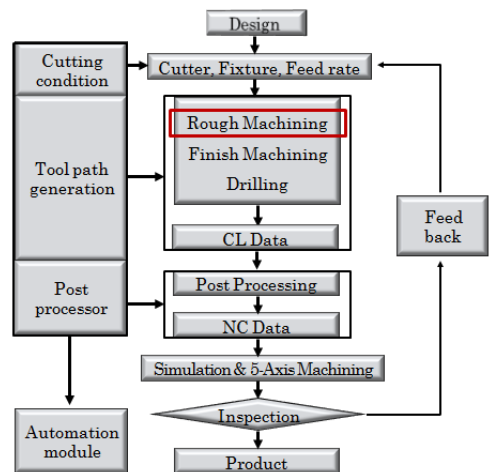 Design
Cutting
condition
Cutter, Fixture, Feed rate
Tool path
generation
Rough Machining
Finish Machining
Drilling
CL Data
Feed
back
Post
processor
Post Processing
NC Data
Simulation & 5-Axis Machining
Inspection
Automation
module
Product